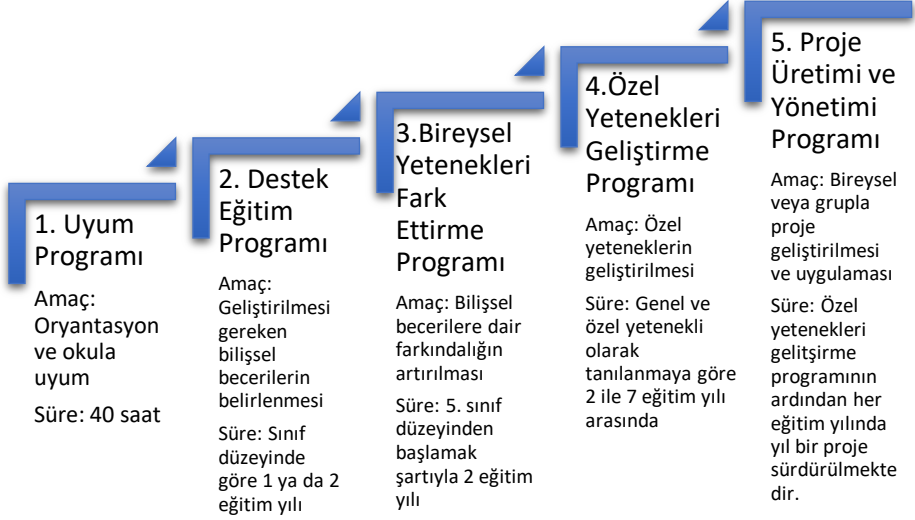 1. Uyum
Programı
Amaç:
Oryantasyon
ve okula
uyum
Süre: 40 saat
2. Destek
Eğitim
Programı
Amaç:
Geliştirilmesi
gereken
bilişsel
becerilerin
belirlenmesi
Süre: Sınıf
düzeyinde
göre 1 ya da 2
eğitim yılı
3.Bireysel
Yetenekleri
Fark
Ettirme
Programı
Amaç: Bilişsel
becerilere dair
farkındalığın
artırılması
Süre: 5. sınıf
düzeyinden
başlamak
şartıyla 2 eğitim
yılı
4.Özel
Yetenekleri
Geliştirme
Programı
Amaç: Özel
yeteneklerin
geliştirilmesi
Süre: Genel ve
özel yetenekli
olarak
tanılanmaya göre
2 ile 7 eğitim yılı
arasında
5. Proje
Üretimi ve
Yönetimi
Programı
Amaç: Bireysel
veya grupla
proje
geliştirilmesi
ve uygulaması
Süre: Özel
yetenekleri
gelitşirme
programının
ardından her
eğitim yılında
yıl bir proje
sürdürülmekte
dir.